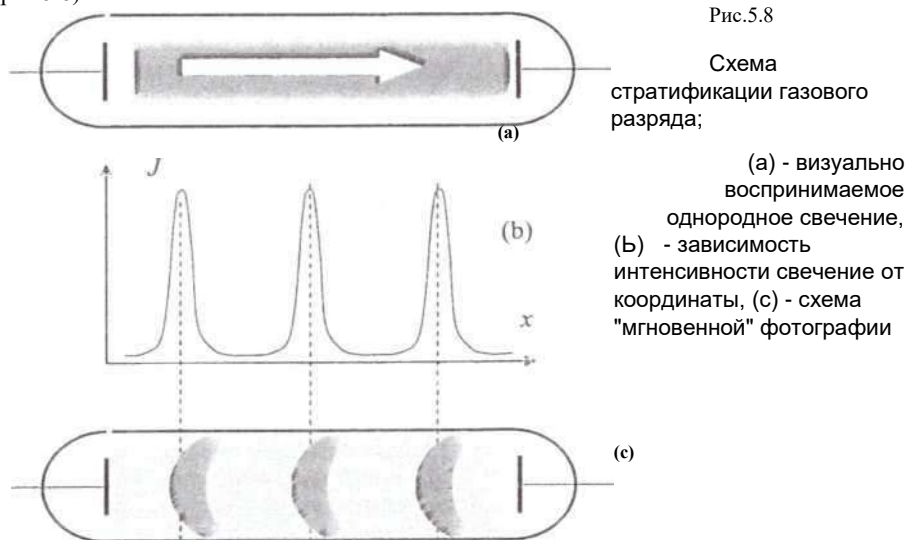 Рис.5.8
Схема
стратификации газового
разряда;
(a)
(а) - визуально
воспринимаемое
однородное свечение,
(Ь) - зависимость
интенсивности свечение от
координаты, (с) - схема
"мгновенной" фотографии
J
(b)
x
(c)